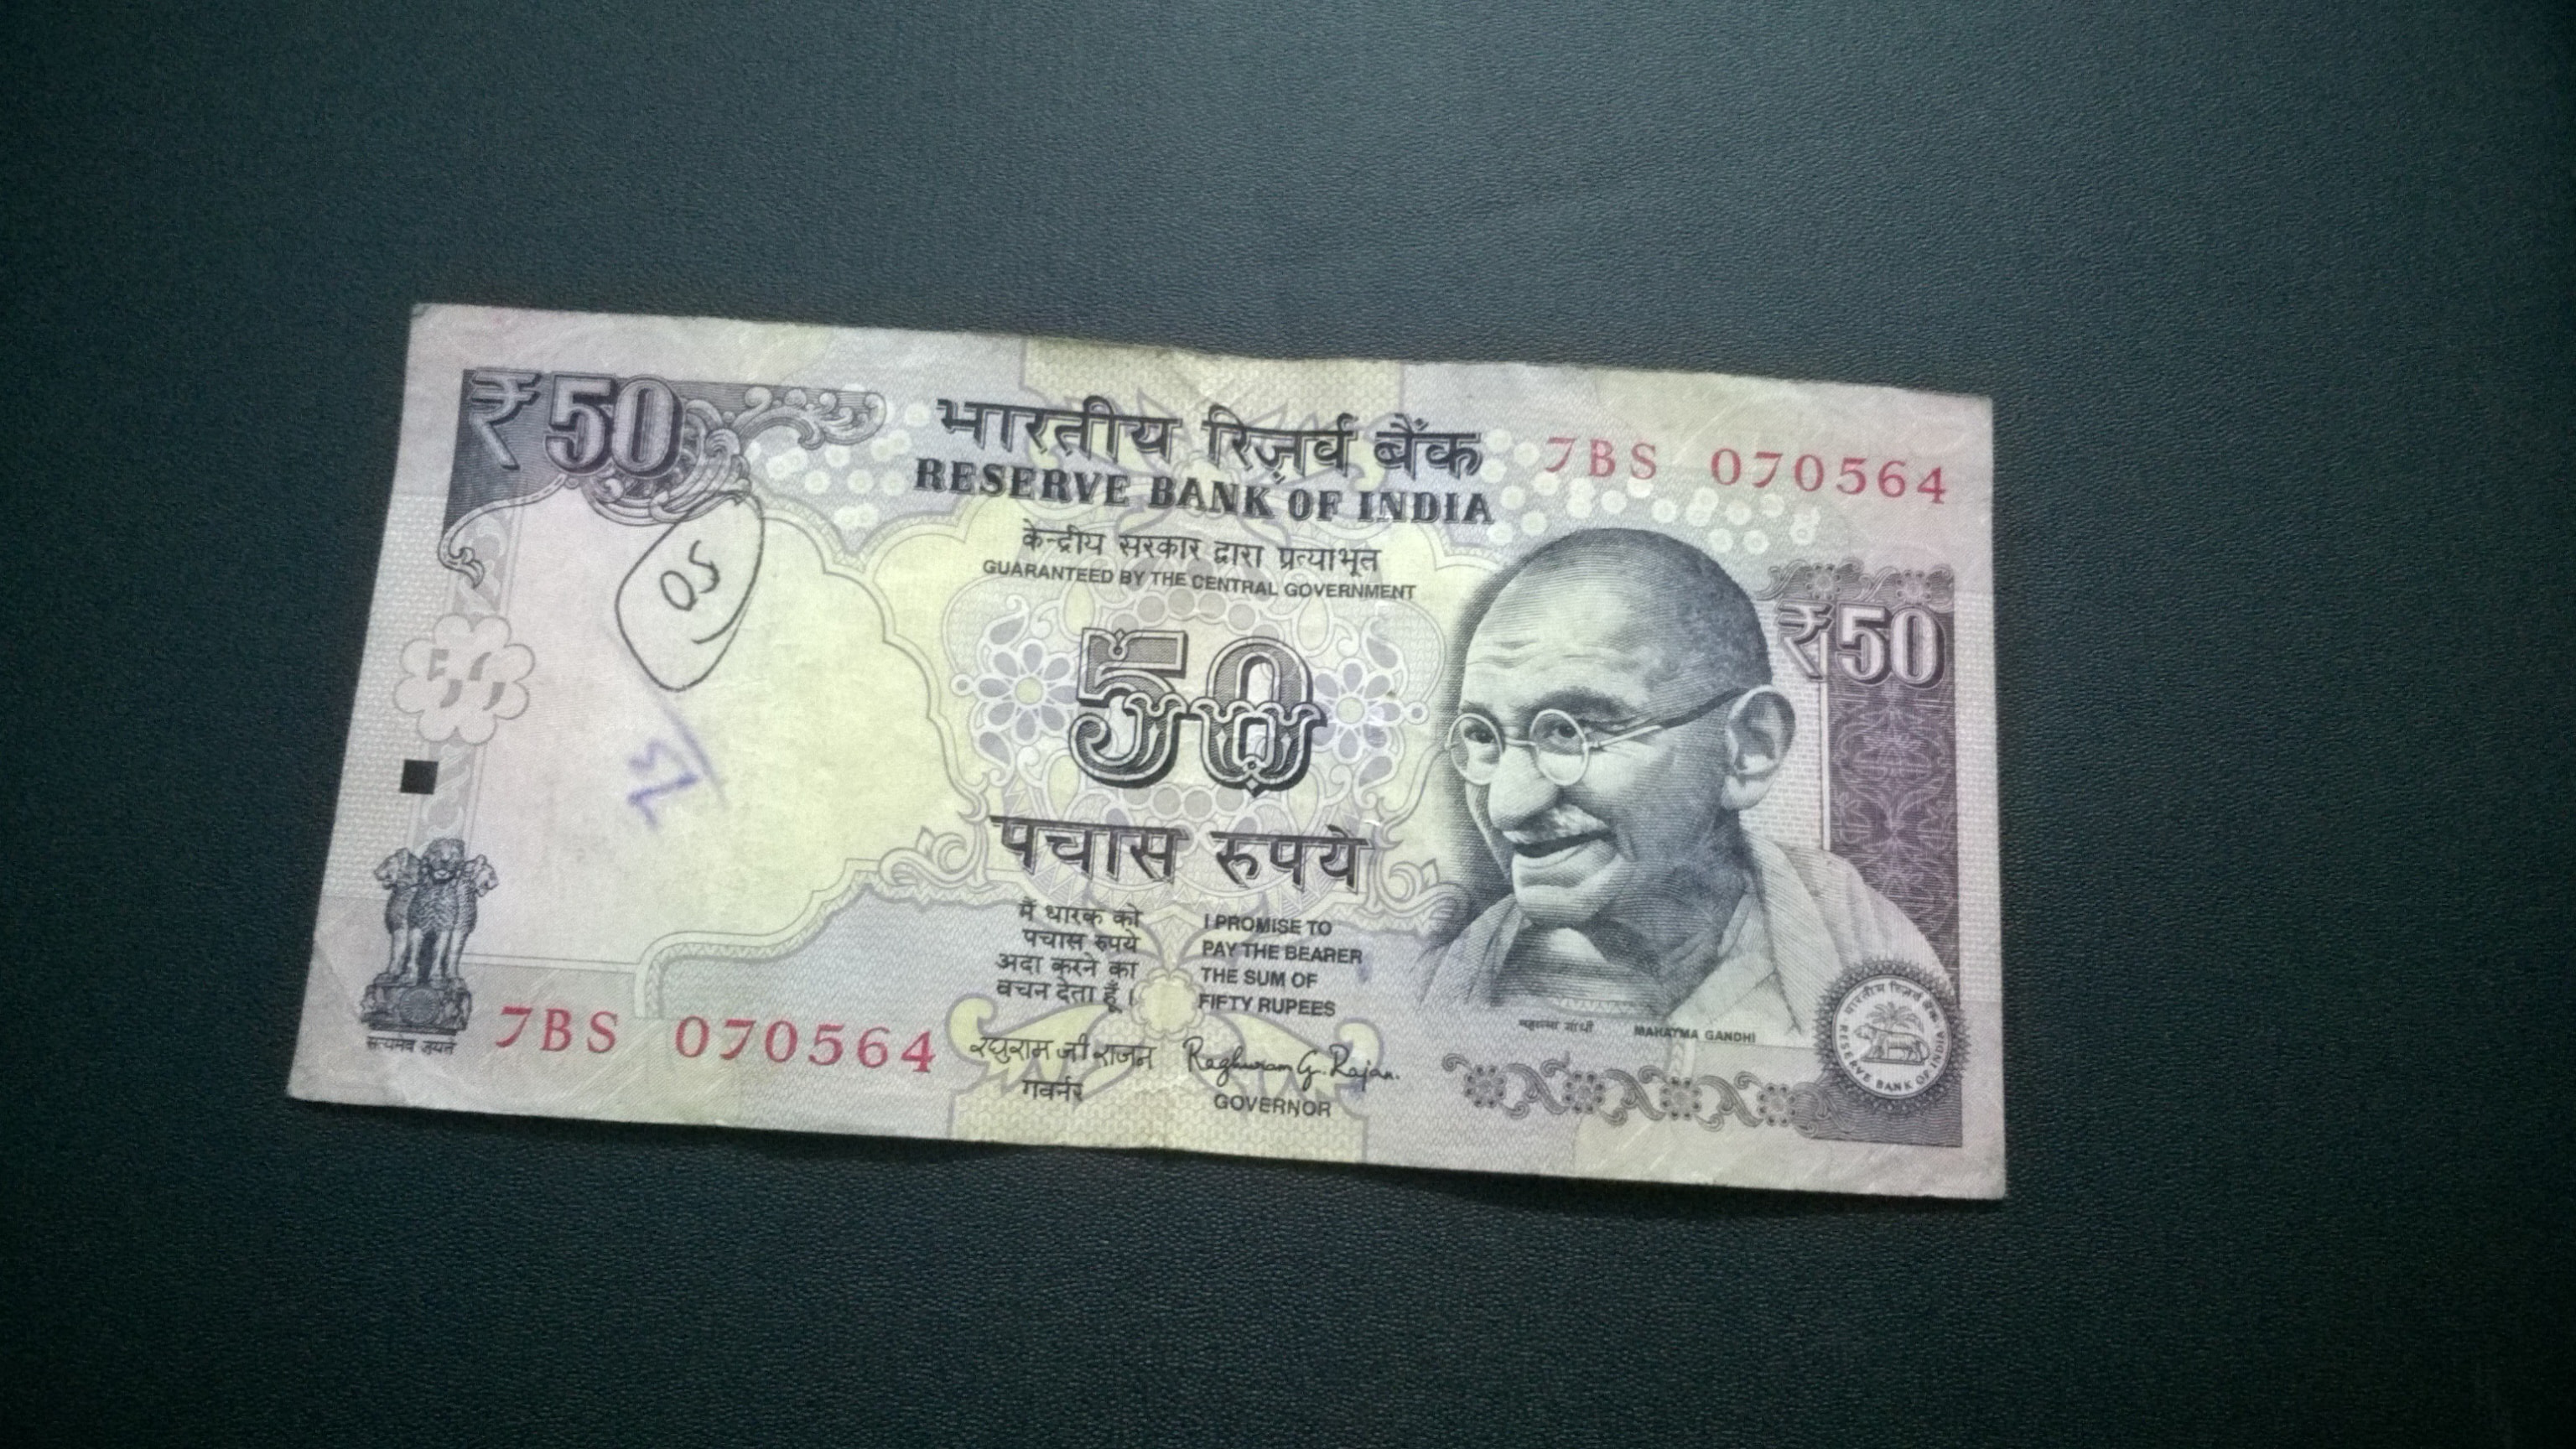 ₹50
भारतीय रिज़र्व बैंक
RESERVE BANK OF INDIA
7BS 070564
केन्द्रीय सरकार द्वारा प्रत्याभूत
GUARANTEED BY THE CENTRAL GOVERNMENT
50
₹50
50
पचास रुपये
मैं धारक को
पचास रुपये
अदा करने का
वचन देता हूँ।
I PROMISE TO
PAY THE BEARER
THE SUM OF
FIFTY RUPEES
सत्यमेव जयते
7BS 070564
रघुराम जी राजन
गवर्नर
Raghuram G. Rajan.
GOVERNOR
महात्मा गांधी
MAHATMA GANDHI
भारतीय रिज़र्व बैंक
RESERVE BANK OF INDIA